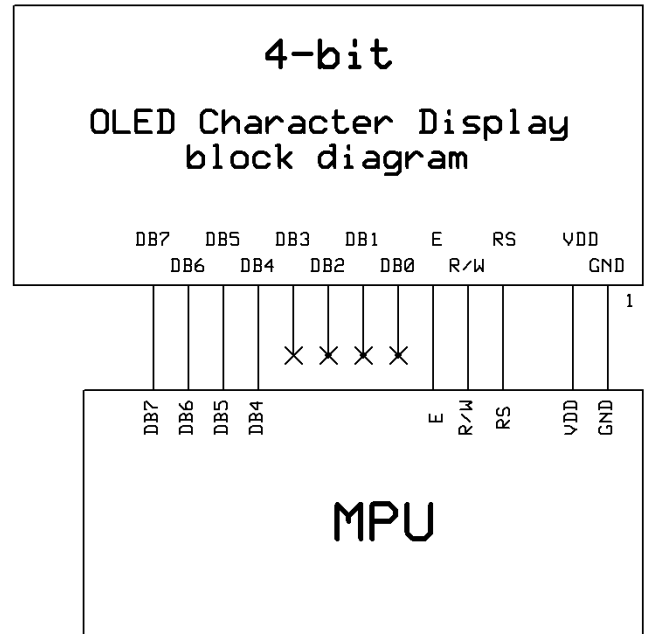 4-bit
OLED Character Display
block diagram
DB7 DB5 DB3 DB1 E RS VDD
DB6 DB4 DB2 DB0 R/W GND
1
DB7 DB6 DB5 DB4 E R/W RS VDD GND
MPU